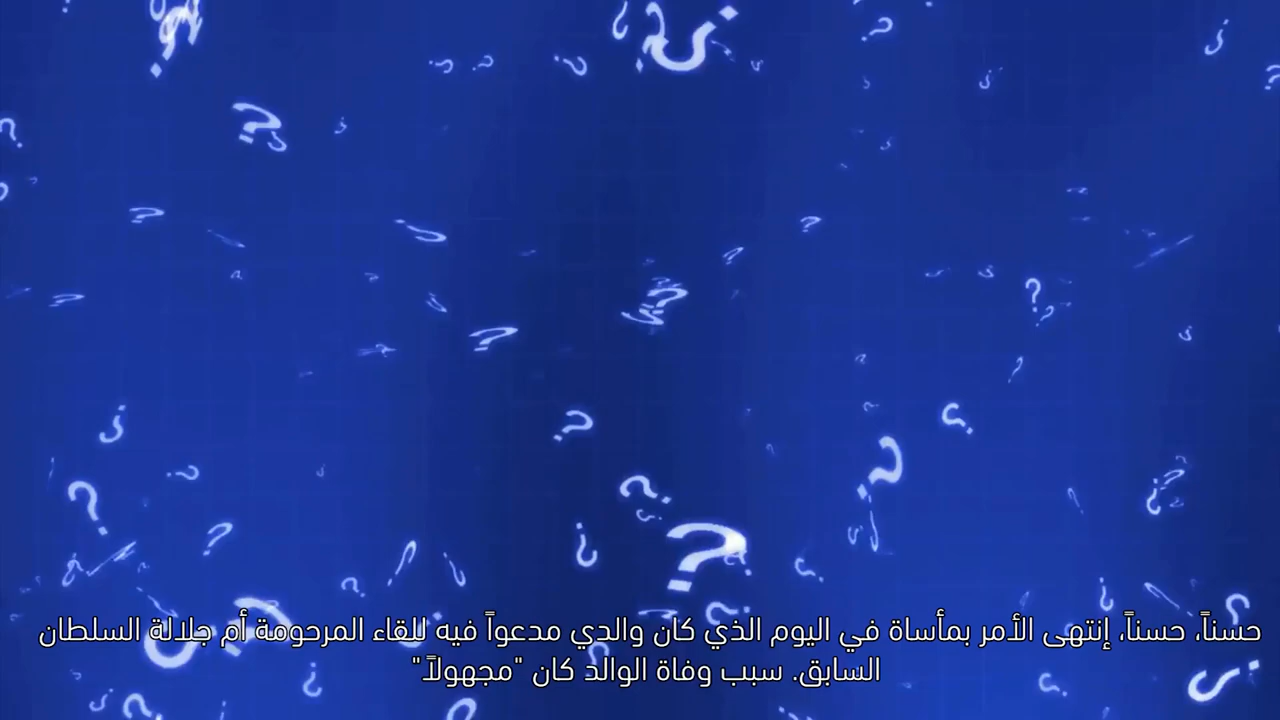 حسناً، حسناً، إنتهى الأمر بمأساة في اليوم الذي كان والدي مدعواً فيه للقاء المرحومة أم جلالة السلطان
السابق. سبب وفاة الوالد كان "مجهولاً"